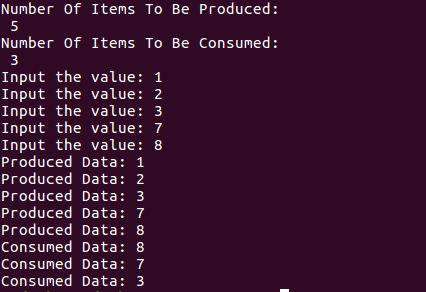 Number Of Items To Be Produced:
5
Number Of Items To Be Consumed:
3
Input the value: 1
Input the value: 2
Input the value: 3
Input the value: 7
Input the value: 8
Produced Data: 1
Produced Data: 2
Produced Data: 3
Produced Data: 7
Produced Data: 8
Consumed Data: 8
Consumed Data: 7
Consumed Data: 3